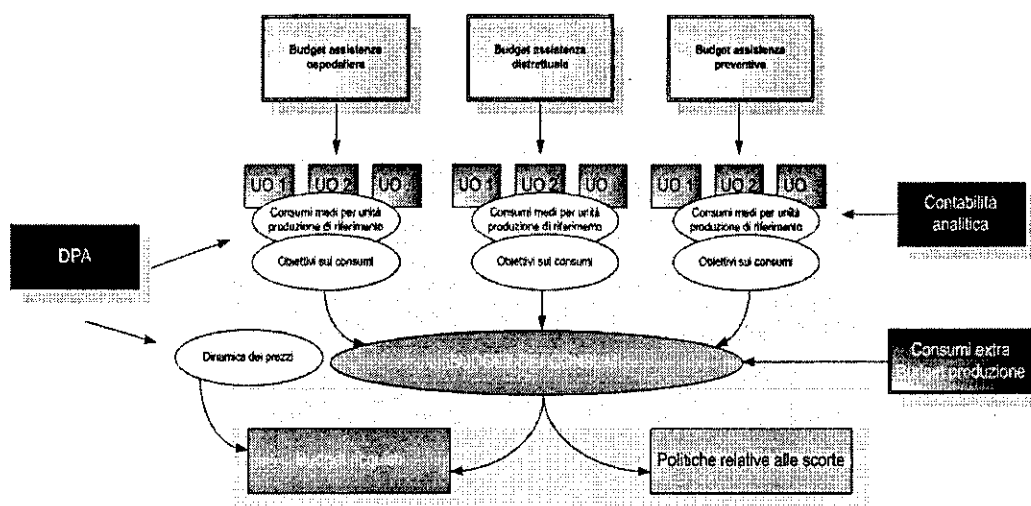 Budget assistenza
ospedaliera
Budget assistenza
distrettuale
Budget assistenza
preventiva
UO 1
UO 2
UO
UO 1
UO 2
UO
UO 1
UO 2
UO
Consumi medi per unità
produzione di riferimento
Consumi medi per unità
produzione di riferimento
Consumi medi per unità
produzione di riferimento
Contabilità
analitica
DPA
Obiettivi sui consumi
Obiettivi sui consumi
Obiettivi sui consumi
Dinamica dei prezzi
Consumi extra
Budget produzione
Politiche relative alle scorte